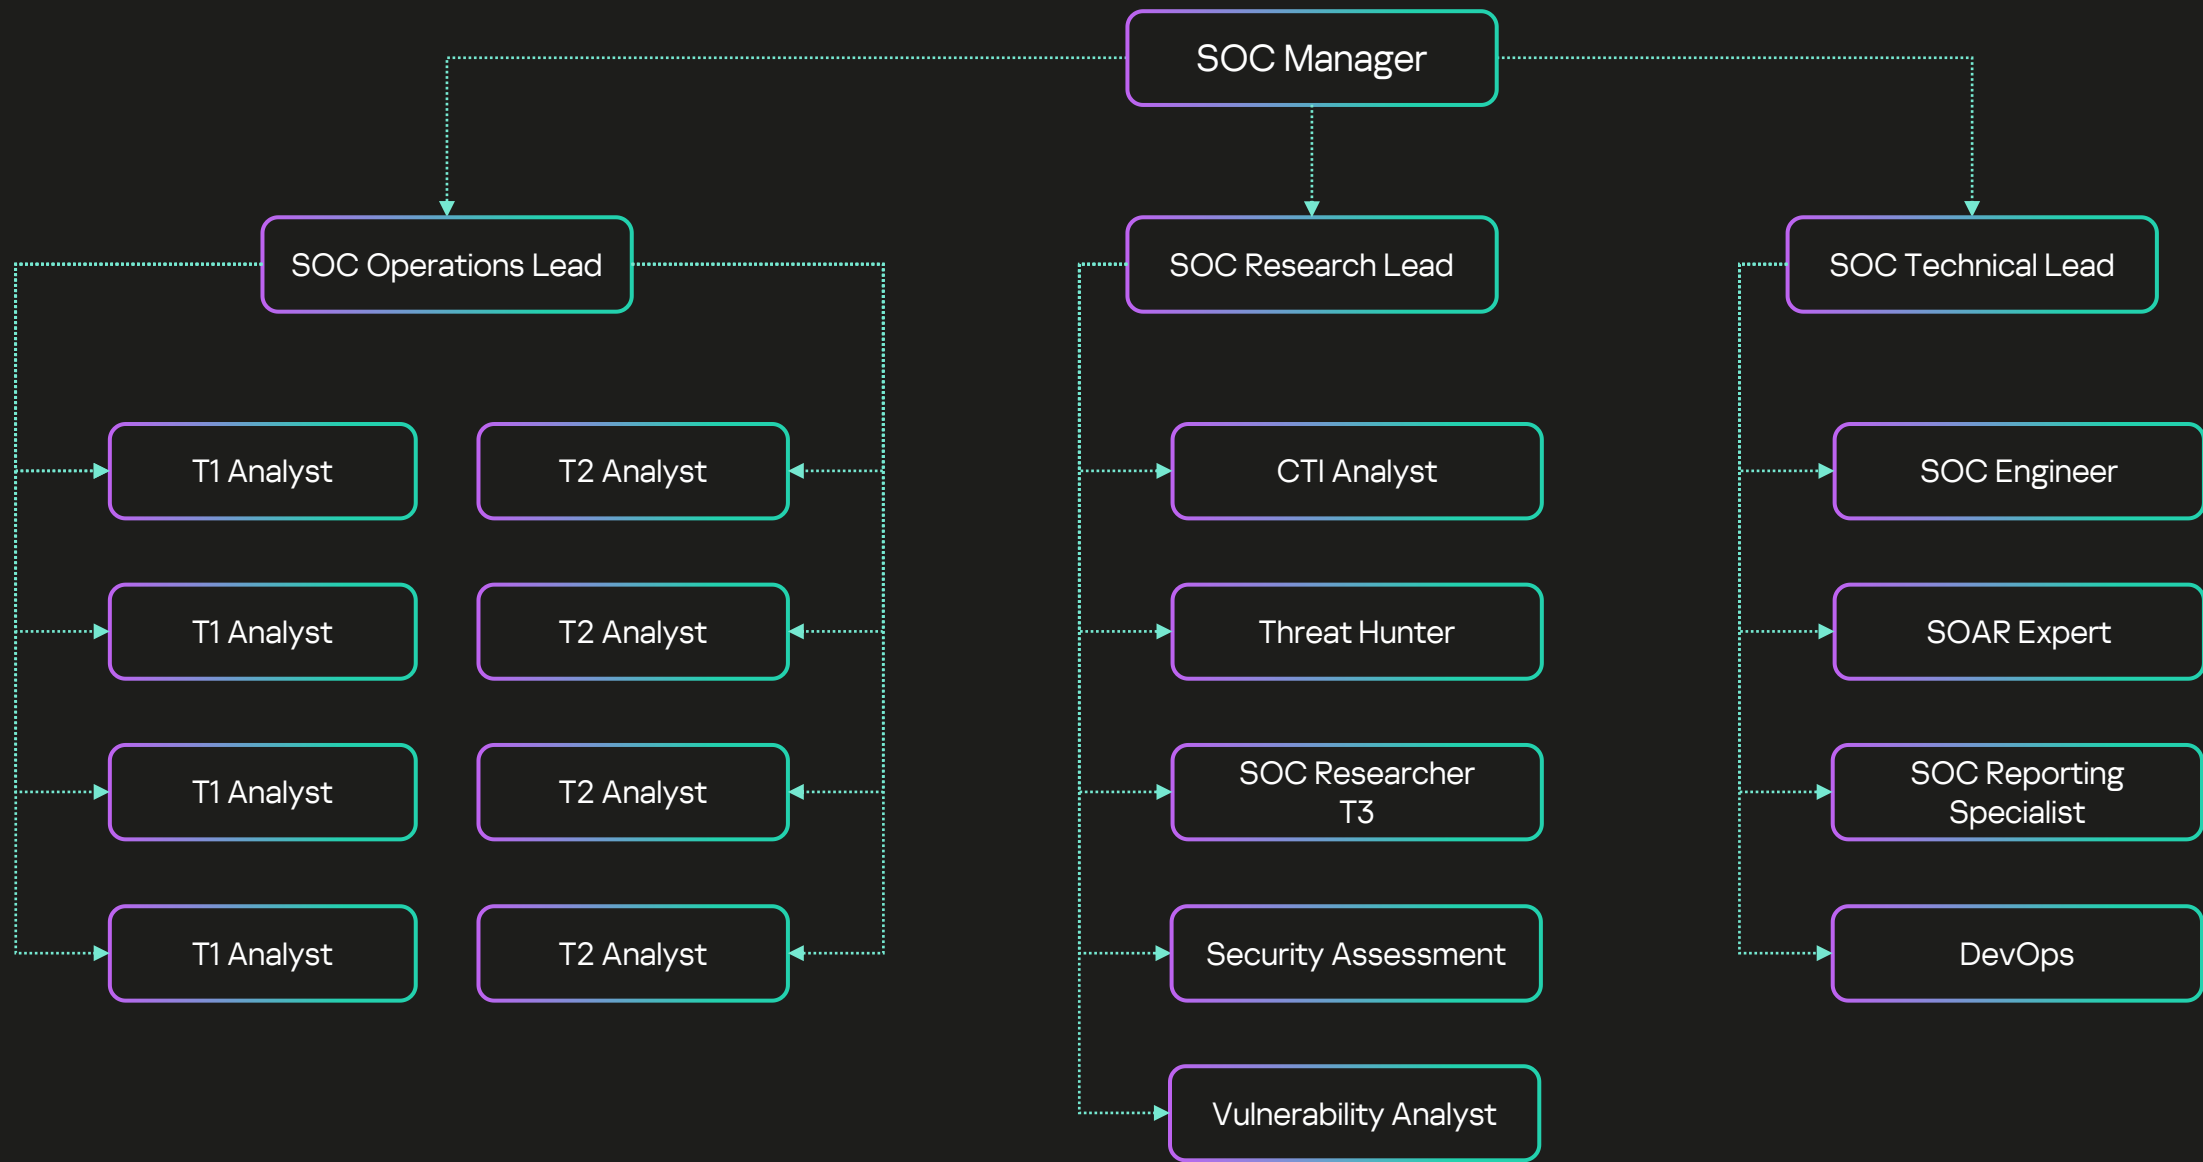 SOC Manager
SOC Operations Lead
SOC Research Lead
SOC Technical Lead
T1 Analyst
T2 Analyst
CTI Analyst
SOC Engineer
T1 Analyst
T2 Analyst
Threat Hunter
SOAR Expert
T1 Analyst
T2 Analyst
SOC Researcher
T3
SOC Reporting
Specialist
T1 Analyst
T2 Analyst
Security Assessment
DevOps
Vulnerability Analyst